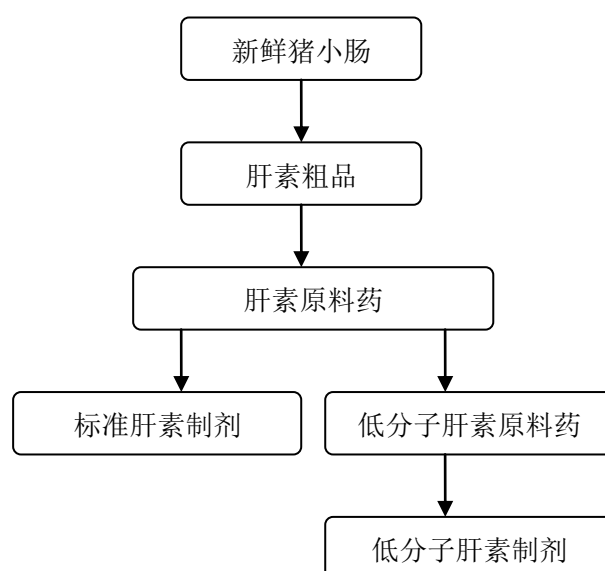 新鲜猪小肠
肝素粗品
肝素原料药
标准肝素制剂
低分子肝素原料药
低分子肝素制剂